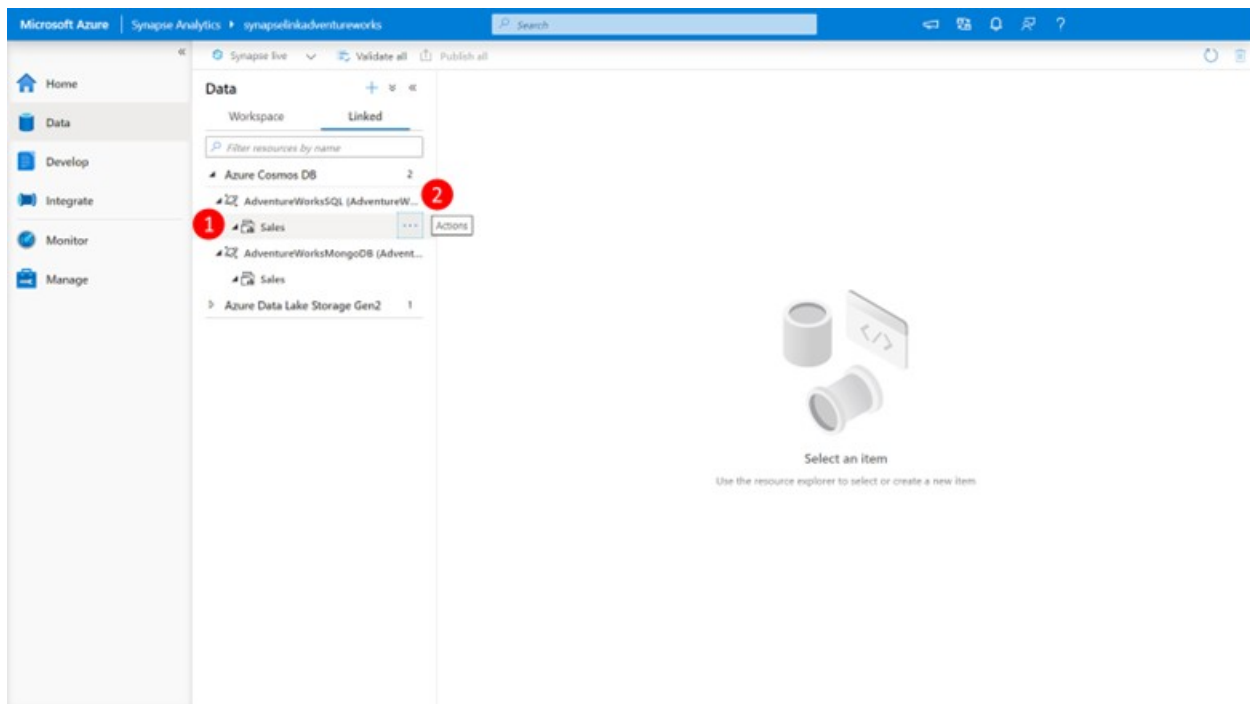 Microsoft Azure Synapse Analytics synapselinkadventureworks Search ?
Synapse live Validate all Publish all
Home
Data
Develop
Integrate
Monitor
Manage
Data
Workspace Linked
Filter resources by name
Azure Cosmos DB 2
AdventureWorksSQL (AdventureW... 2
1 Sales ... Actions
AdventureWorksMongoDB (Advent...
Sales
Azure Data Lake Storage Gen2 1
</>
Select an item
Use the resource explorer to select or create a new item